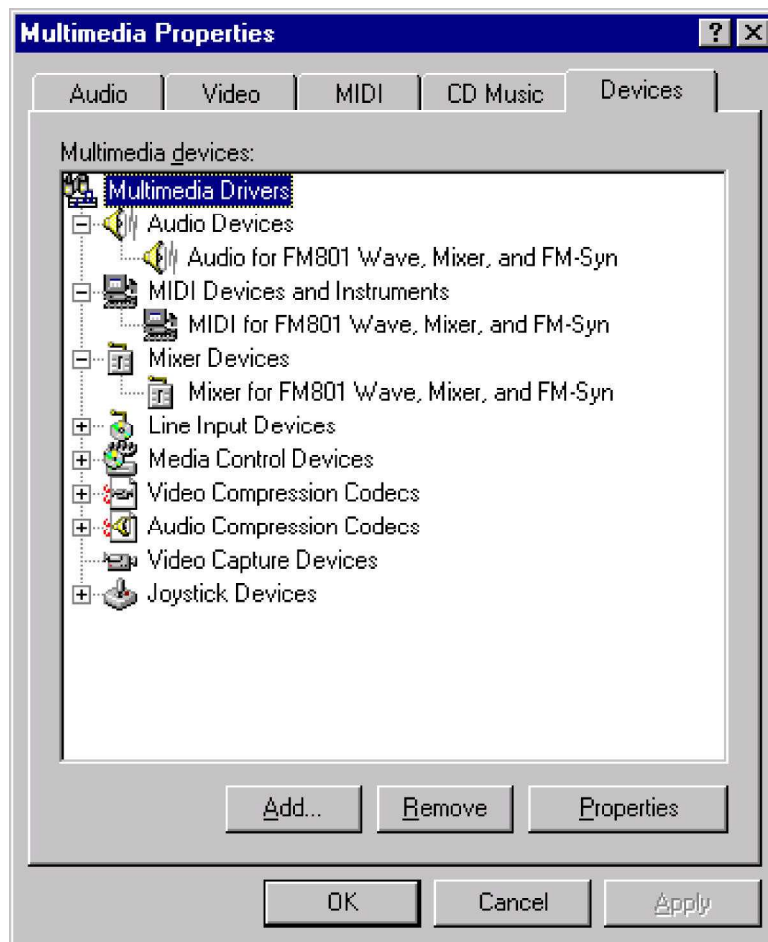 Multimedia Properties
Audio Video MIDI CD Music Devices
Multimedia devices:
Multimedia Drivers
Audio Devices
Audio for FM801 Wave, Mixer, and FM-Syn
MIDI Devices and Instruments
MIDI for FM801 Wave, Mixer, and FM-Syn
Mixer Devices
Mixer for FM801 Wave, Mixer, and FM-Syn
Line Input Devices
Media Control Devices
Video Compression Codecs
Audio Compression Codecs
Video Capture Devices
Joystick Devices
Add... Remove Properties
OK Cancel Apply